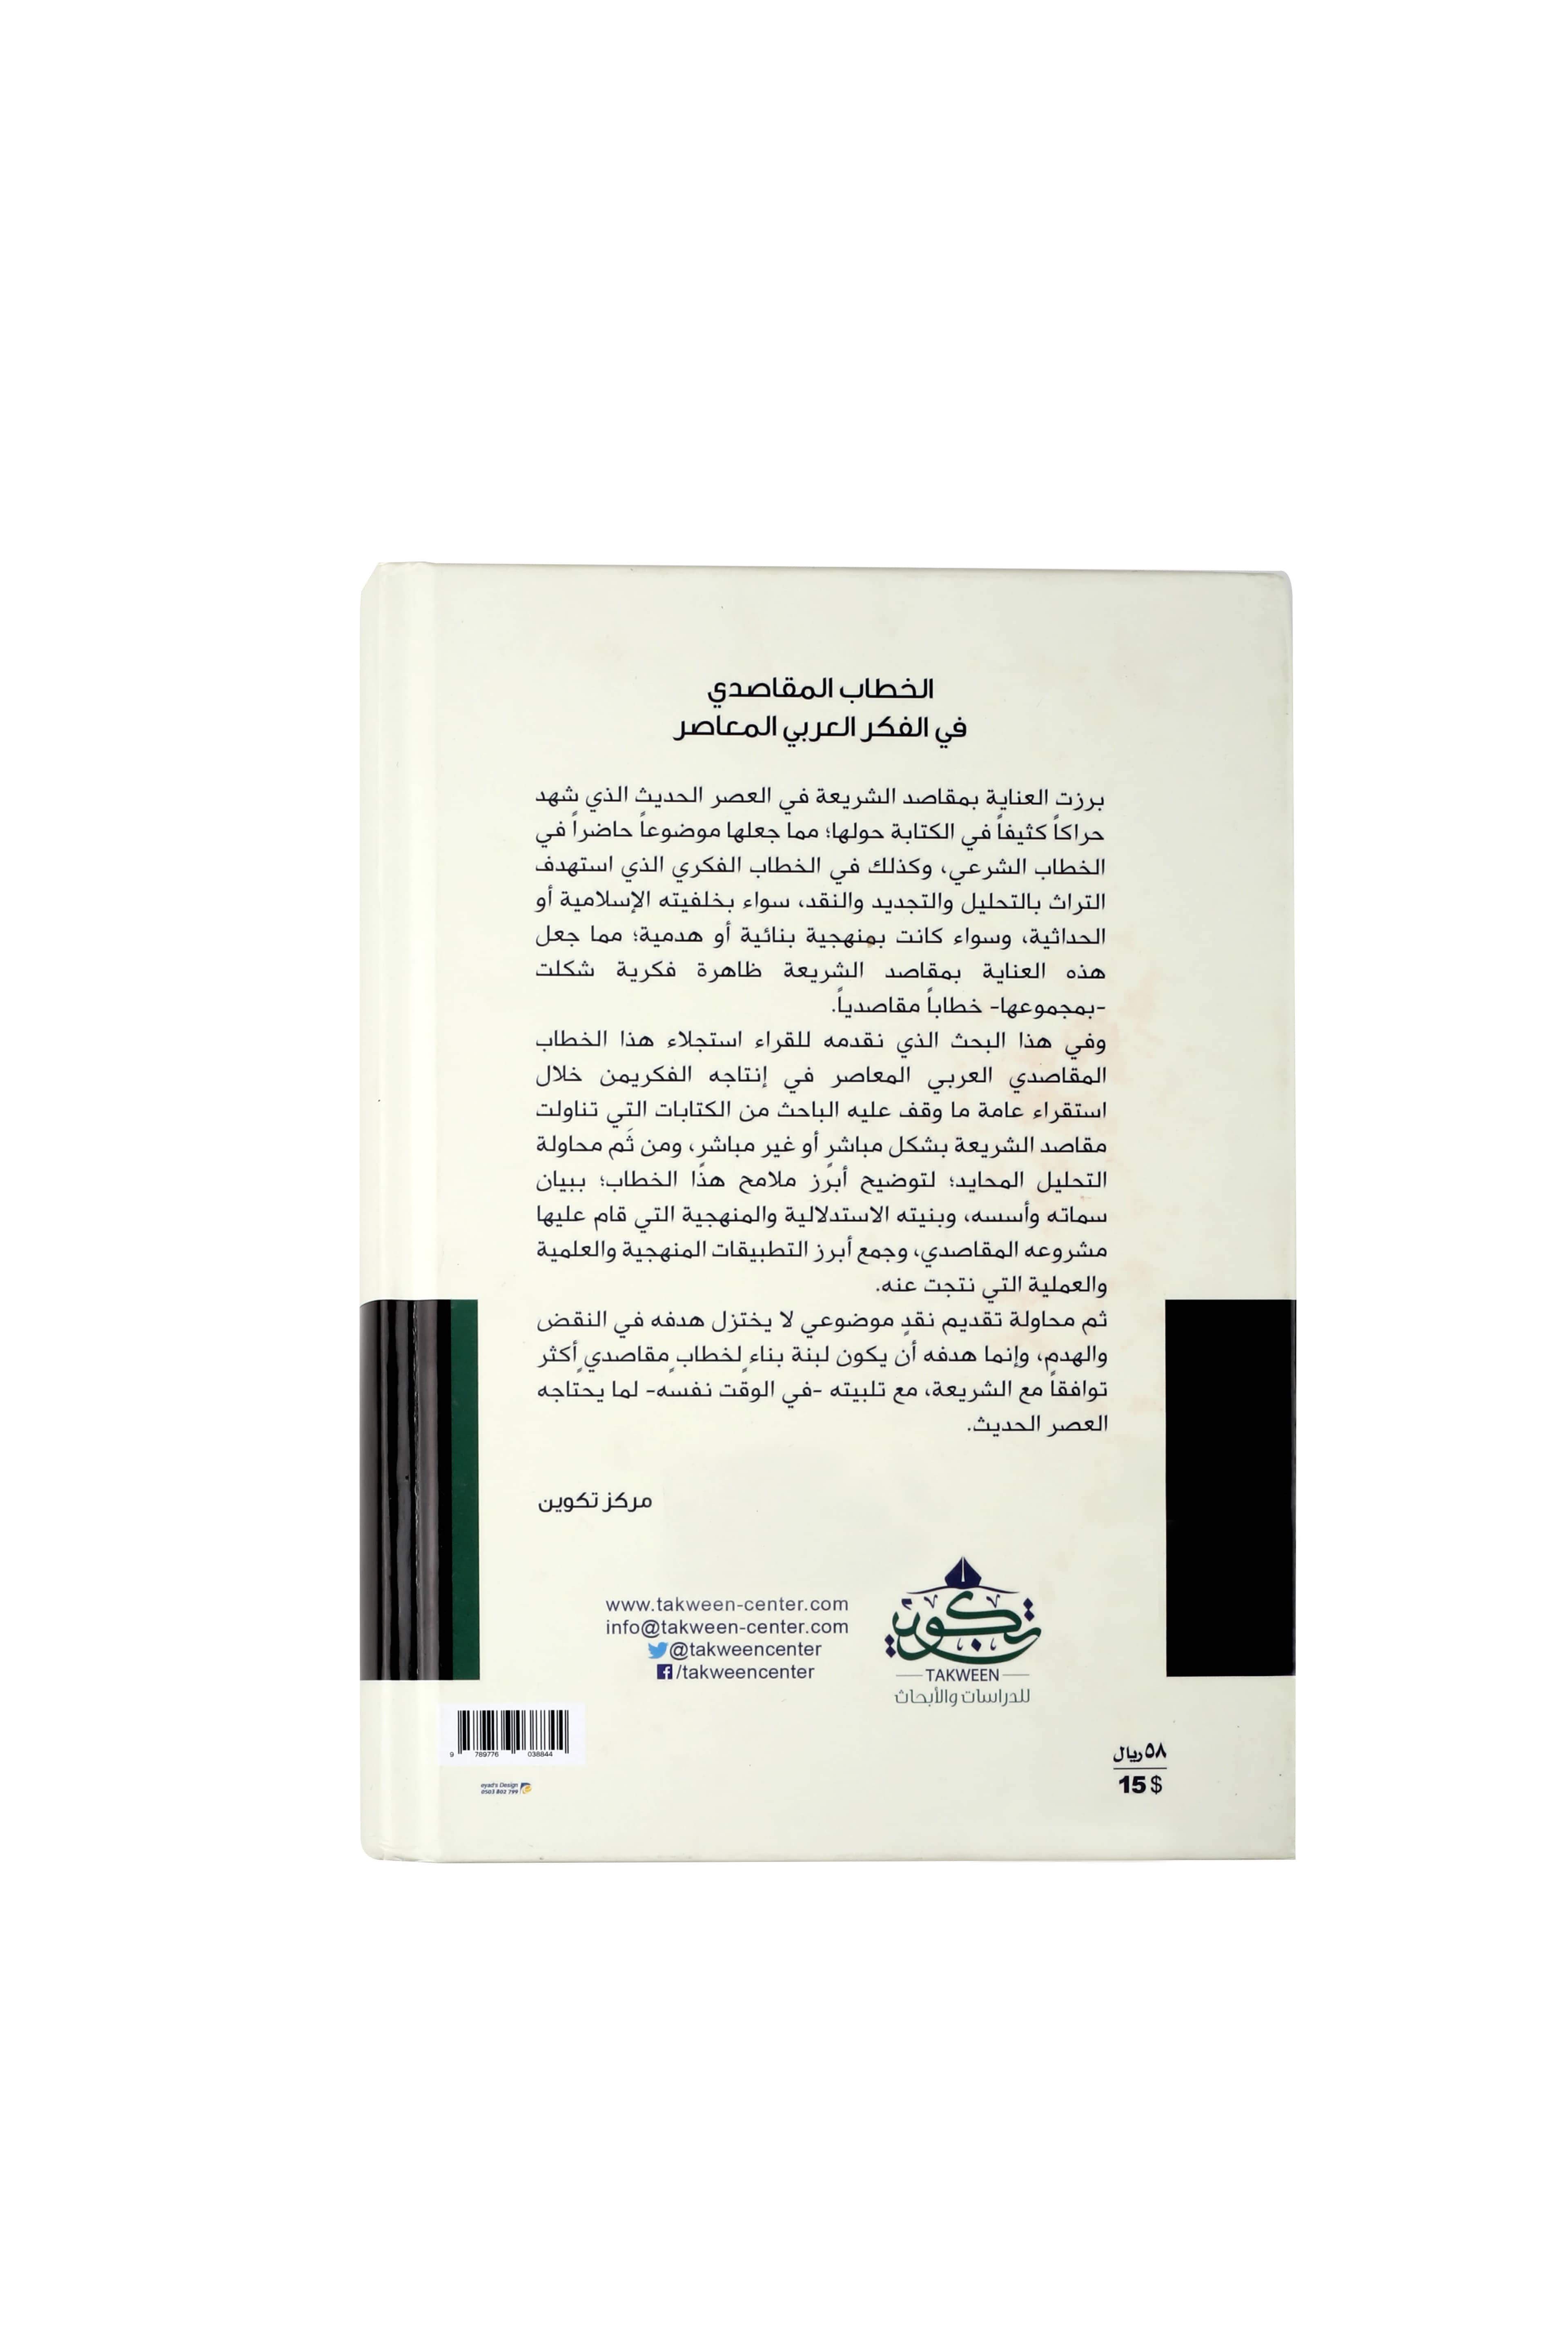 الخطاب المقاصدي
في الفكر العربي المعاصر
برزت العناية بمقاصد الشريعة في العصر الحديث الذي شهد
حراكاً كثيفاً في الكتابة حولها؛ مما جعلها موضوعاً حاضراً في
الخطاب الشرعي، وكذلك في الخطاب الفكري الذي استهدف
التراث بالتحليل والتجديد والنقد، سواء بخلفيته الإسلامية أو
الحداثية، وسواء كانت بمنهجية بنائية أو هدمية؛ مما جعل
هذه العناية بمقاصد الشريعة ظاهرة فكرية شكلت
-بمجموعها- خطاباً مقاصدياً.
وفي هذا البحث الذي نقدمه للقراء استجلاء هذا الخطاب
المقاصدي العربي المعاصر في إنتاجه الفكريمن خلال
استقراء عامة ما وقف عليه الباحث من الكتابات التي تناولت
مقاصد الشريعة بشكل مباشرٍ أو غير مباشرٍ، ومن ثَم محاولة
التحليل المحايد؛ لتوضيح أبرز ملامح هذا الخطاب؛ ببيان
سماته وأسسه، وبنيته الاستدلالية والمنهجية التي قام عليها
مشروعه المقاصدي، وجمع أبرز التطبيقات المنهجية والعلمية
والعملية التي نتجت عنه.
ثم محاولة تقديم نقدٍ موضوعي لا يختزل هدفه في النقض
والهدم، وإنما هدفه أن يكون لبنة بناءٍ لخطابٍ مقاصديٍ أكثر
توافقاً مع الشريعة، مع تلبيته -في الوقت نفسه- لما يحتاجه
العصر الحديث.
مركز تكوين
تكوين
TAKWEEN
للدراسات والأبحاث
www.takween-center.com
info@takween-center.com
@takweencenter
/takweencenter
٥٨ ريال
15 $
9 789776 038844
eyad's Design
0503 802 799